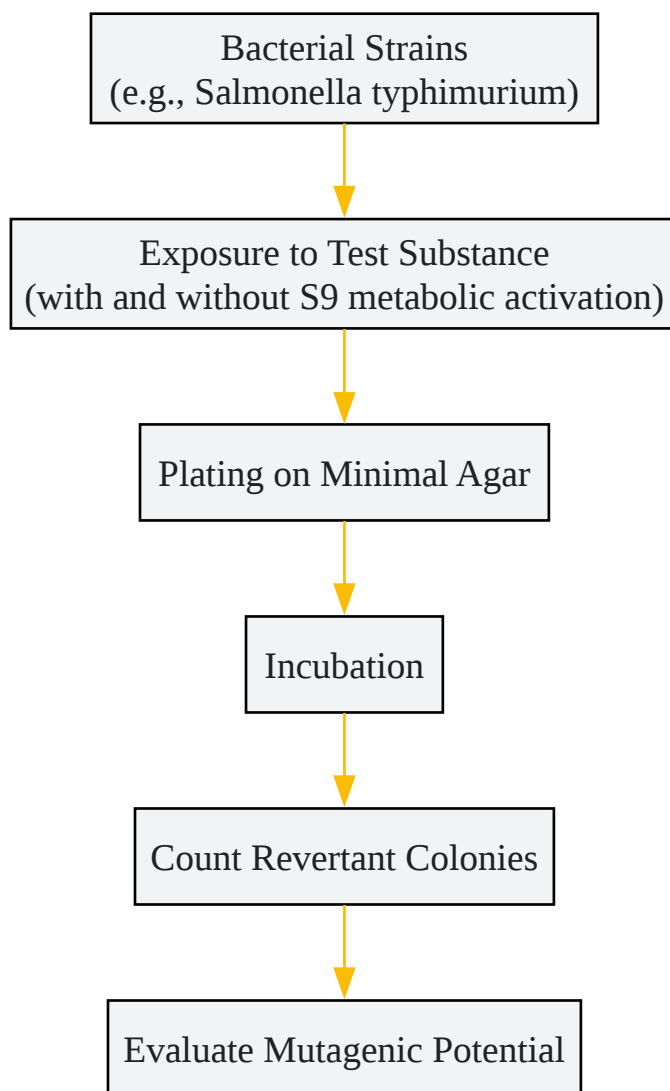 Bacterial Strains
(e.g., Salmonella typhimurium)
Exposure to Test Substance
(with and without S9 metabolic activation)
Plating on Minimal Agar
Incubation
Count Revertant Colonies
Evaluate Mutagenic Potential